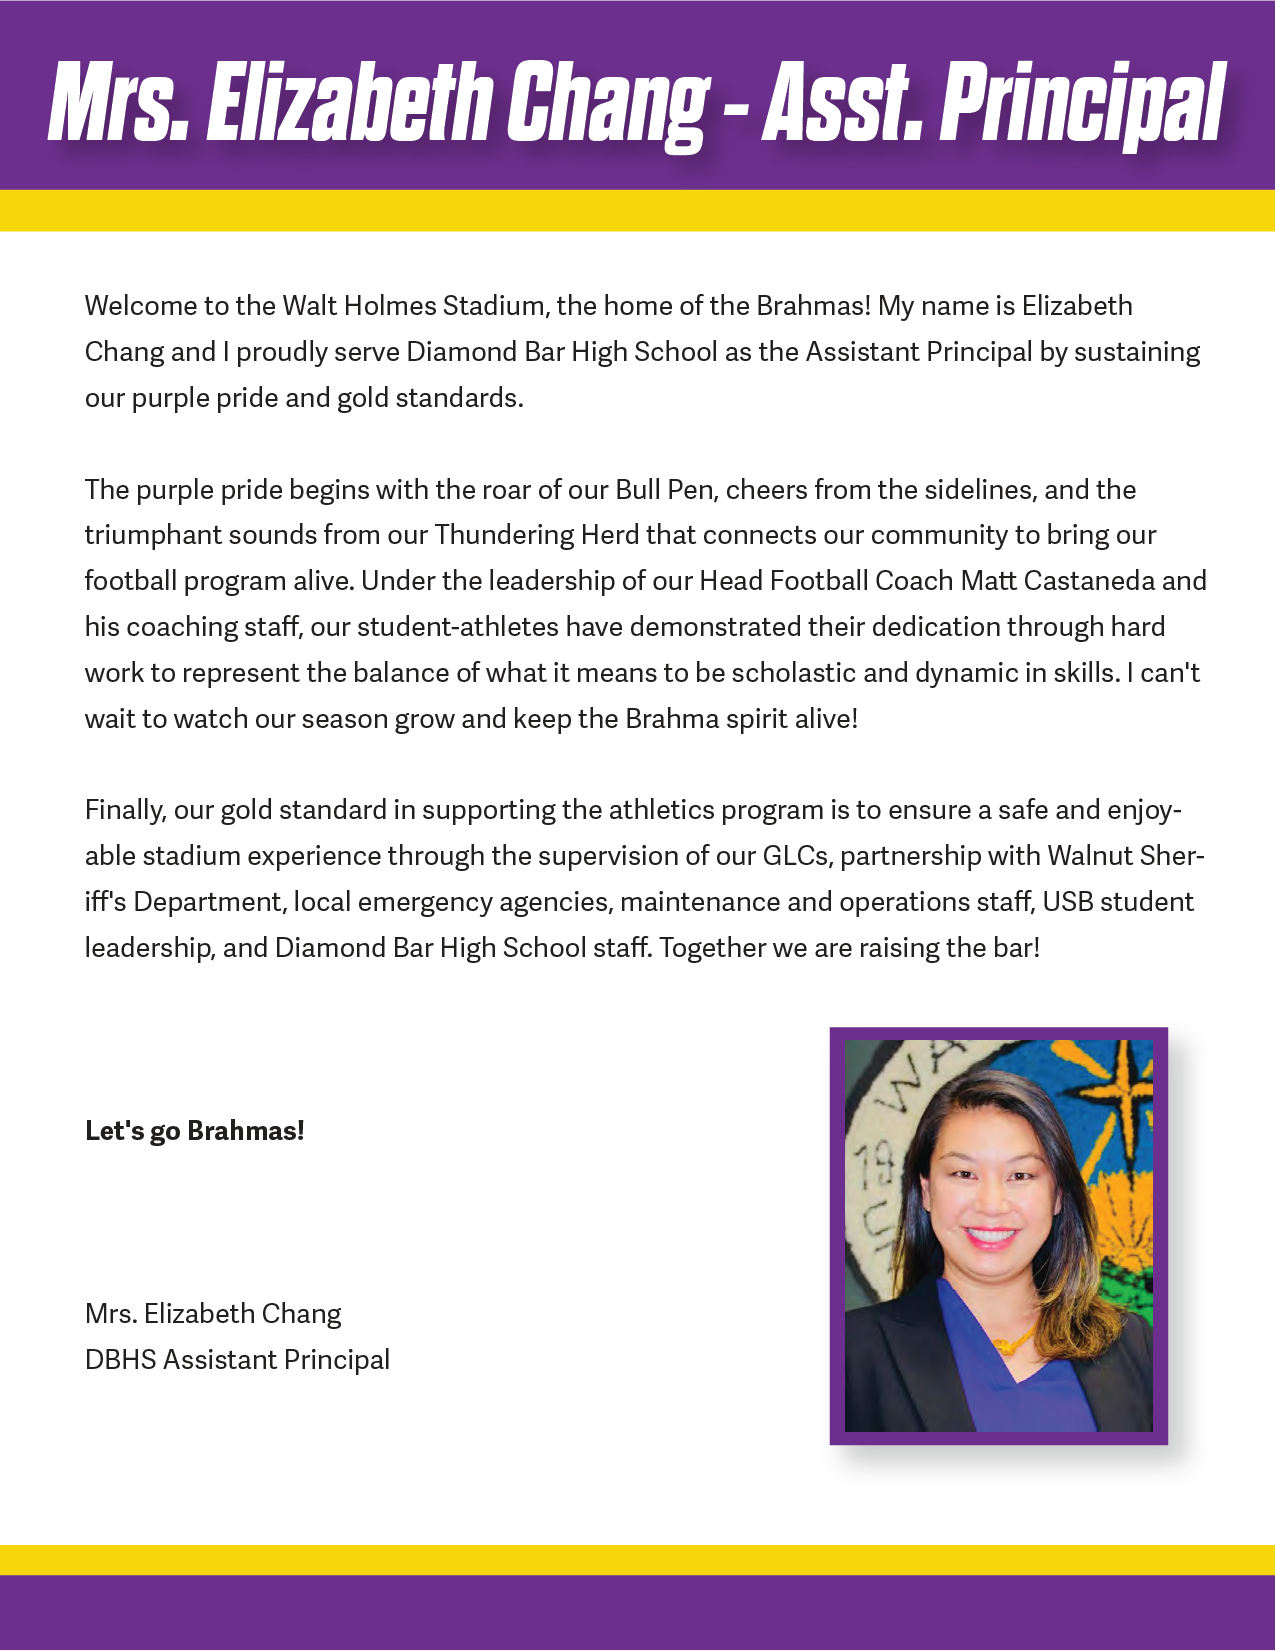 Mrs. Elizabeth Chang - Asst. Principal
Welcome to the Walt Holmes Stadium, the home of the Brahmas! My name is Elizabeth
Chang and I proudly serve Diamond Bar High School as the Assistant Principal by sustaining
our purple pride and gold standards.
The purple pride begins with the roar of our Bull Pen, cheers from the sidelines, and the
triumphant sounds from our Thundering Herd that connects our community to bring our
football program alive. Under the leadership of our Head Football Coach Matt Castaneda and
his coaching staff, our student-athletes have demonstrated their dedication through hard
work to represent the balance of what it means to be scholastic and dynamic in skills. I can't
wait to watch our season grow and keep the Brahma spirit alive!
Finally, our gold standard in supporting the athletics program is to ensure a safe and enjoy-
able stadium experience through the supervision of our GLCs, partnership with Walnut Sher-
iff's Department, local emergency agencies, maintenance and operations staff, USB student
leadership, and Diamond Bar High School staff. Together we are raising the bar!
WA
19
Let's go Brahmas!
Mrs. Elizabeth Chang
DBHS Assistant Principal